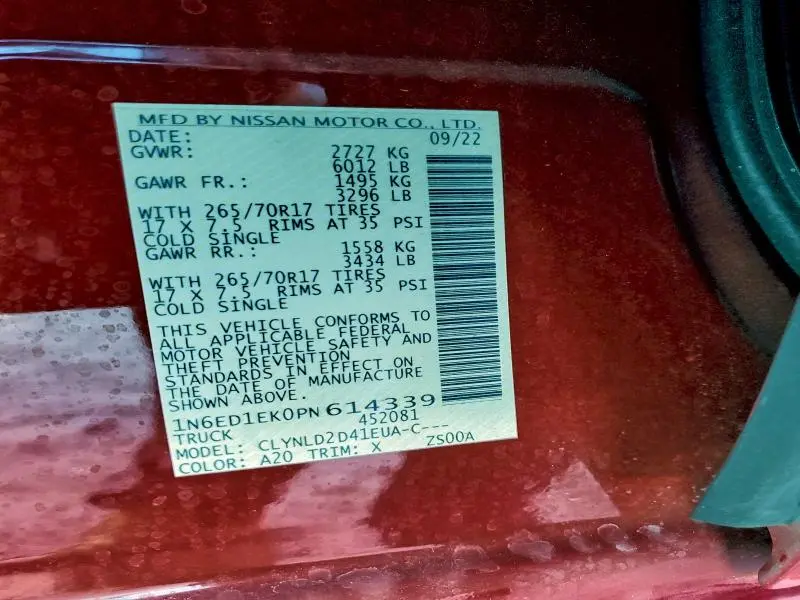 MFD BY NISSAN MOTOR CO., LTD.
DATE: 09/22
GVWR: 2727 KG
6012 LB
GAWR FR.: 1495 KG
3296 LB
WITH 265/70R17 TIRES
17 X 7.5 RIMS AT 35 PSI
COLD SINGLE
GAWR RR.: 1558 KG
3434 LB
WITH 265/70R17 TIRES
17 X 7.5 RIMS AT 35 PSI
COLD SINGLE
THIS VEHICLE CONFORMS TO
ALL APPLICABLE FEDERAL
MOTOR VEHICLE SAFETY AND
THEFT PREVENTION
STANDARDS IN EFFECT ON
THE DATE OF MANUFACTURE
SHOWN ABOVE.
1N6ED1EK0PN614339
TRUCK 452081
MODEL: CLYNLD2D41EUA-C---
COLOR: A20 TRIM: X ZS00A